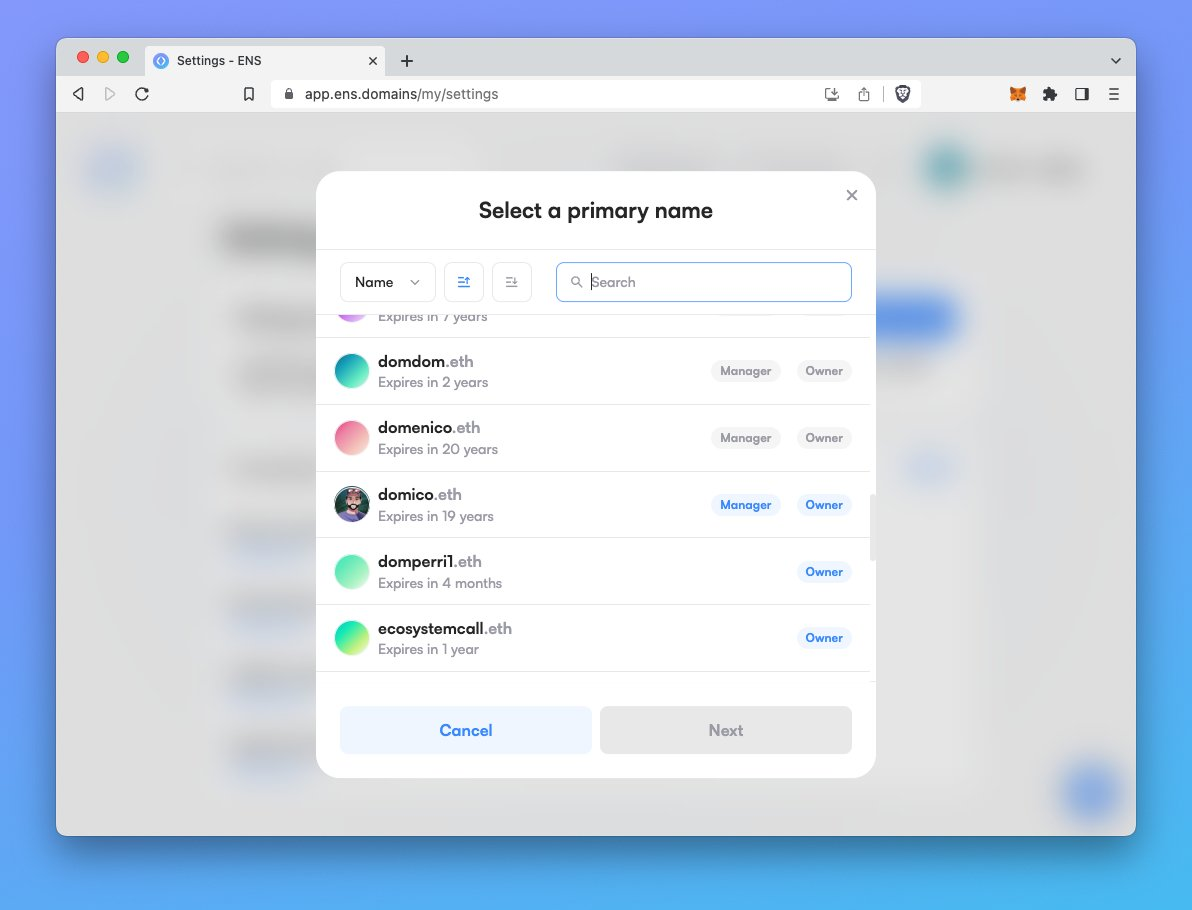 Settings - ENS
app.ens.domains/my/settings
Select a primary name
Name
Search
Expires in 7 years
domdom.eth
Expires in 2 years
Manager
Owner
domenico.eth
Expires in 20 years
Manager
Owner
domico.eth
Expires in 19 years
Manager
Owner
domperri1.eth
Expires in 4 months
Owner
ecosystemcall.eth
Expires in 1 year
Owner
Cancel
Next